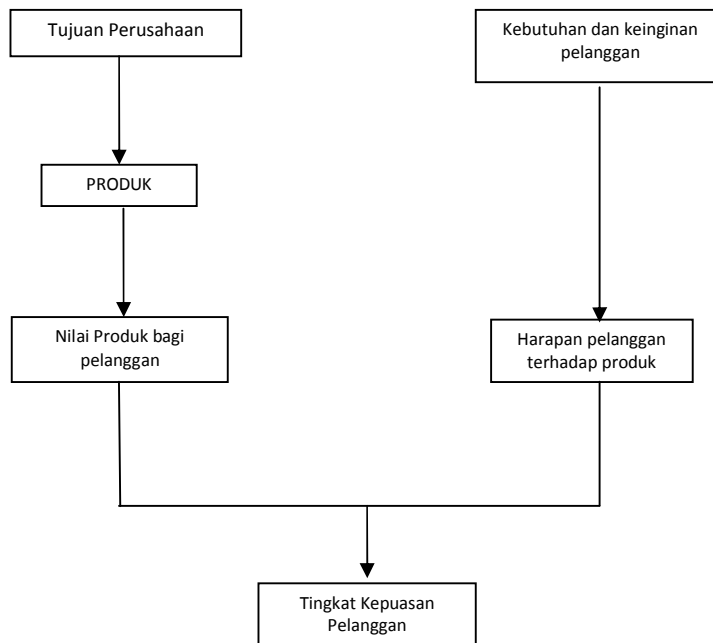 Tujuan Perusahaan
Kebutuhan dan keinginan
pelanggan
PRODUK
Nilai Produk bagi
pelanggan
Harapan pelanggan
terhadap produk
Tingkat Kepuasan
Pelanggan